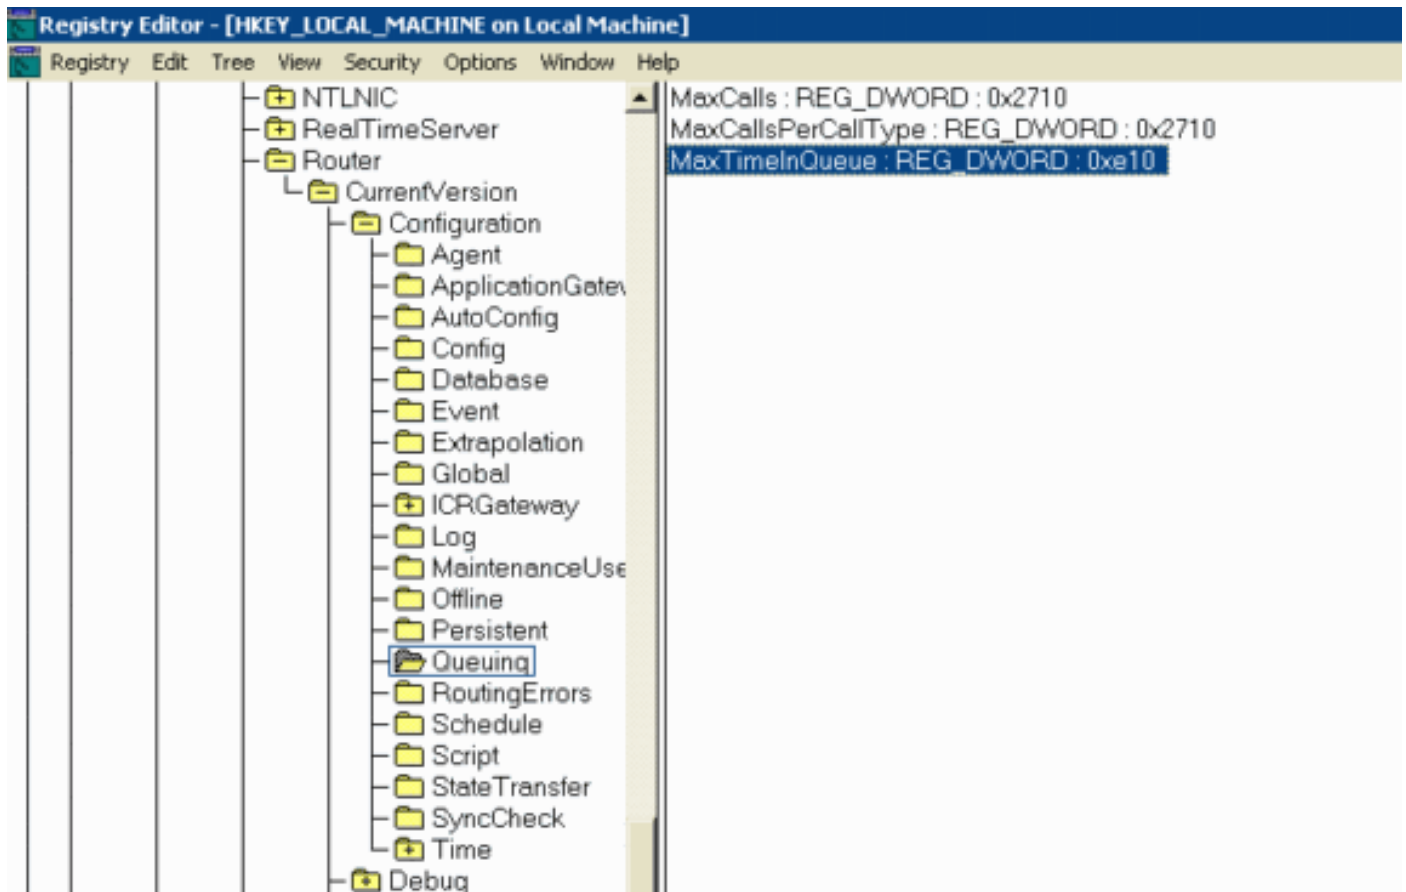 Registry Editor - [HKEY_LOCAL_MACHINE on Local Machine]
Registry Edit Tree View Security Options Window Help
NTLNIC
RealTimeServer
Router
CurrentVersion
Configuration
Agent
ApplicationGatew
AutoConfig
Config
Database
Event
Extrapolation
Global
ICRGateway
Log
MaintenanceUse
Offline
Persistent
Queuing
RoutingErrors
Schedule
Script
StateTransfer
SyncCheck
Time
Debug
MaxCalls : REG_DWORD : 0x2710
MaxCallsPerCallType : REG_DWORD : 0x2710
MaxTimeInQueue : REG_DWORD : 0xe10